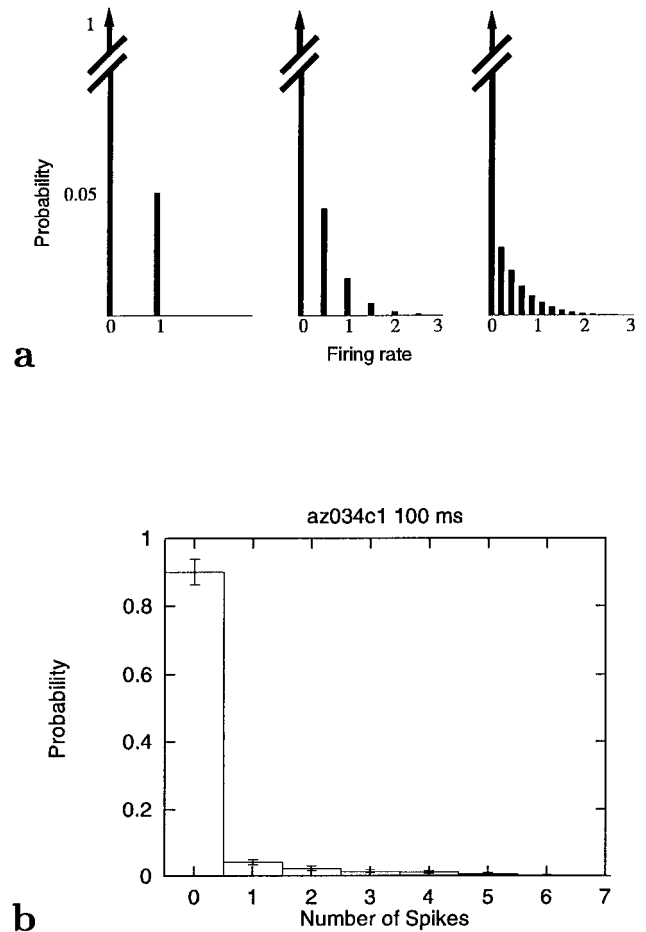 1
0.05
Probability
0 1
0 1 2 3
0 1 2 3
Firing rate
a
az034c1 100 ms
1
0.8
0.6
0.4
0.2
0
Probability
0 1 2 3 4 5 6 7
Number of Spikes
b